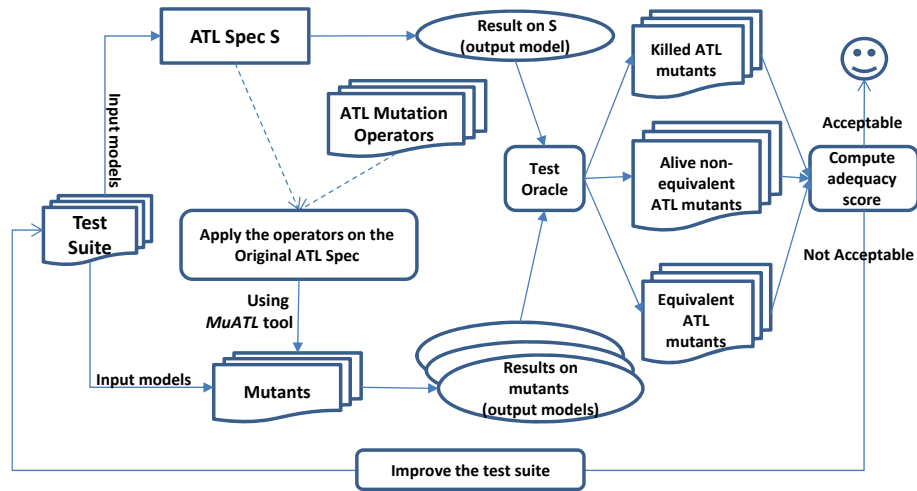 ATL Spec S
Result on S
(output model)
Killed ATL
mutants
Input models
ATL Mutation
Operators
Acceptable
Test
Oracle
Alive non-
equivalent
ATL mutants
Compute
adequacy
score
Test
Suite
Apply the operators on the
Original ATL Spec
Not Acceptable
Using
MuATL tool
Equivalent
ATL
mutants
Input models
Mutants
Results on
mutants
(output models)
Improve the test suite